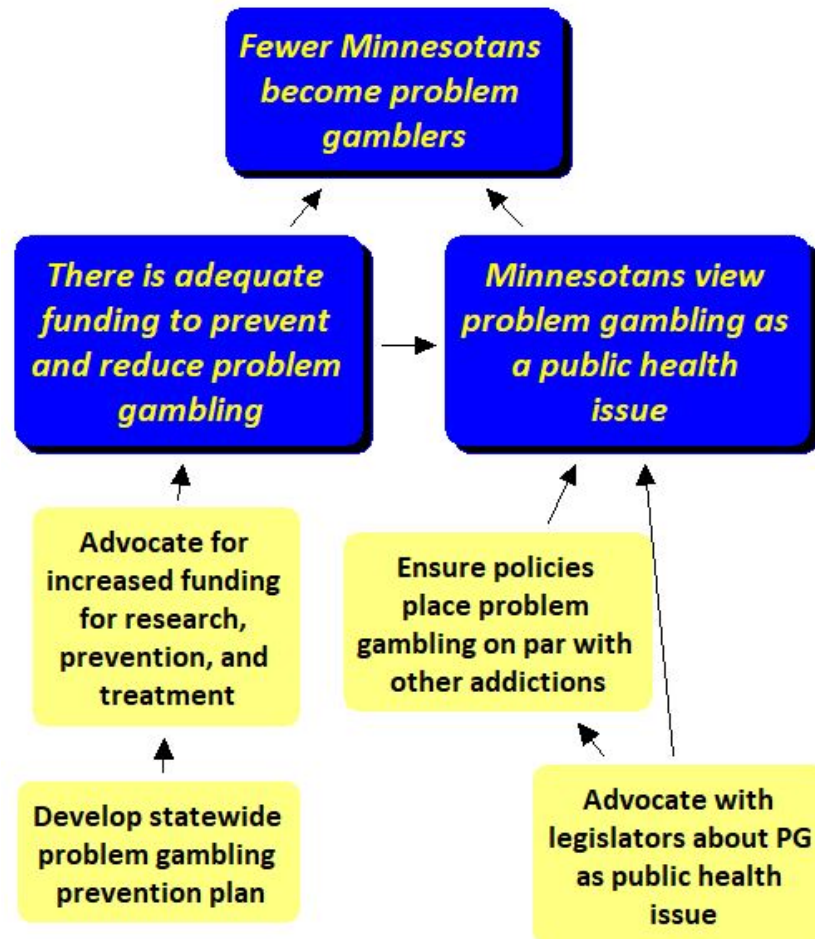 Fewer Minnesotans
become problem
gamblers
There is adequate
funding to prevent
and reduce problem
gambling
Minnesotans view
problem gambling as
a public health
issue
Advocate for
increased funding
for research,
prevention, and
treatment
Ensure policies
place problem
gambling on par with
other addictions
Develop statewide
problem gambling
prevention plan
Advocate with
legislators about PG
as public health
issue